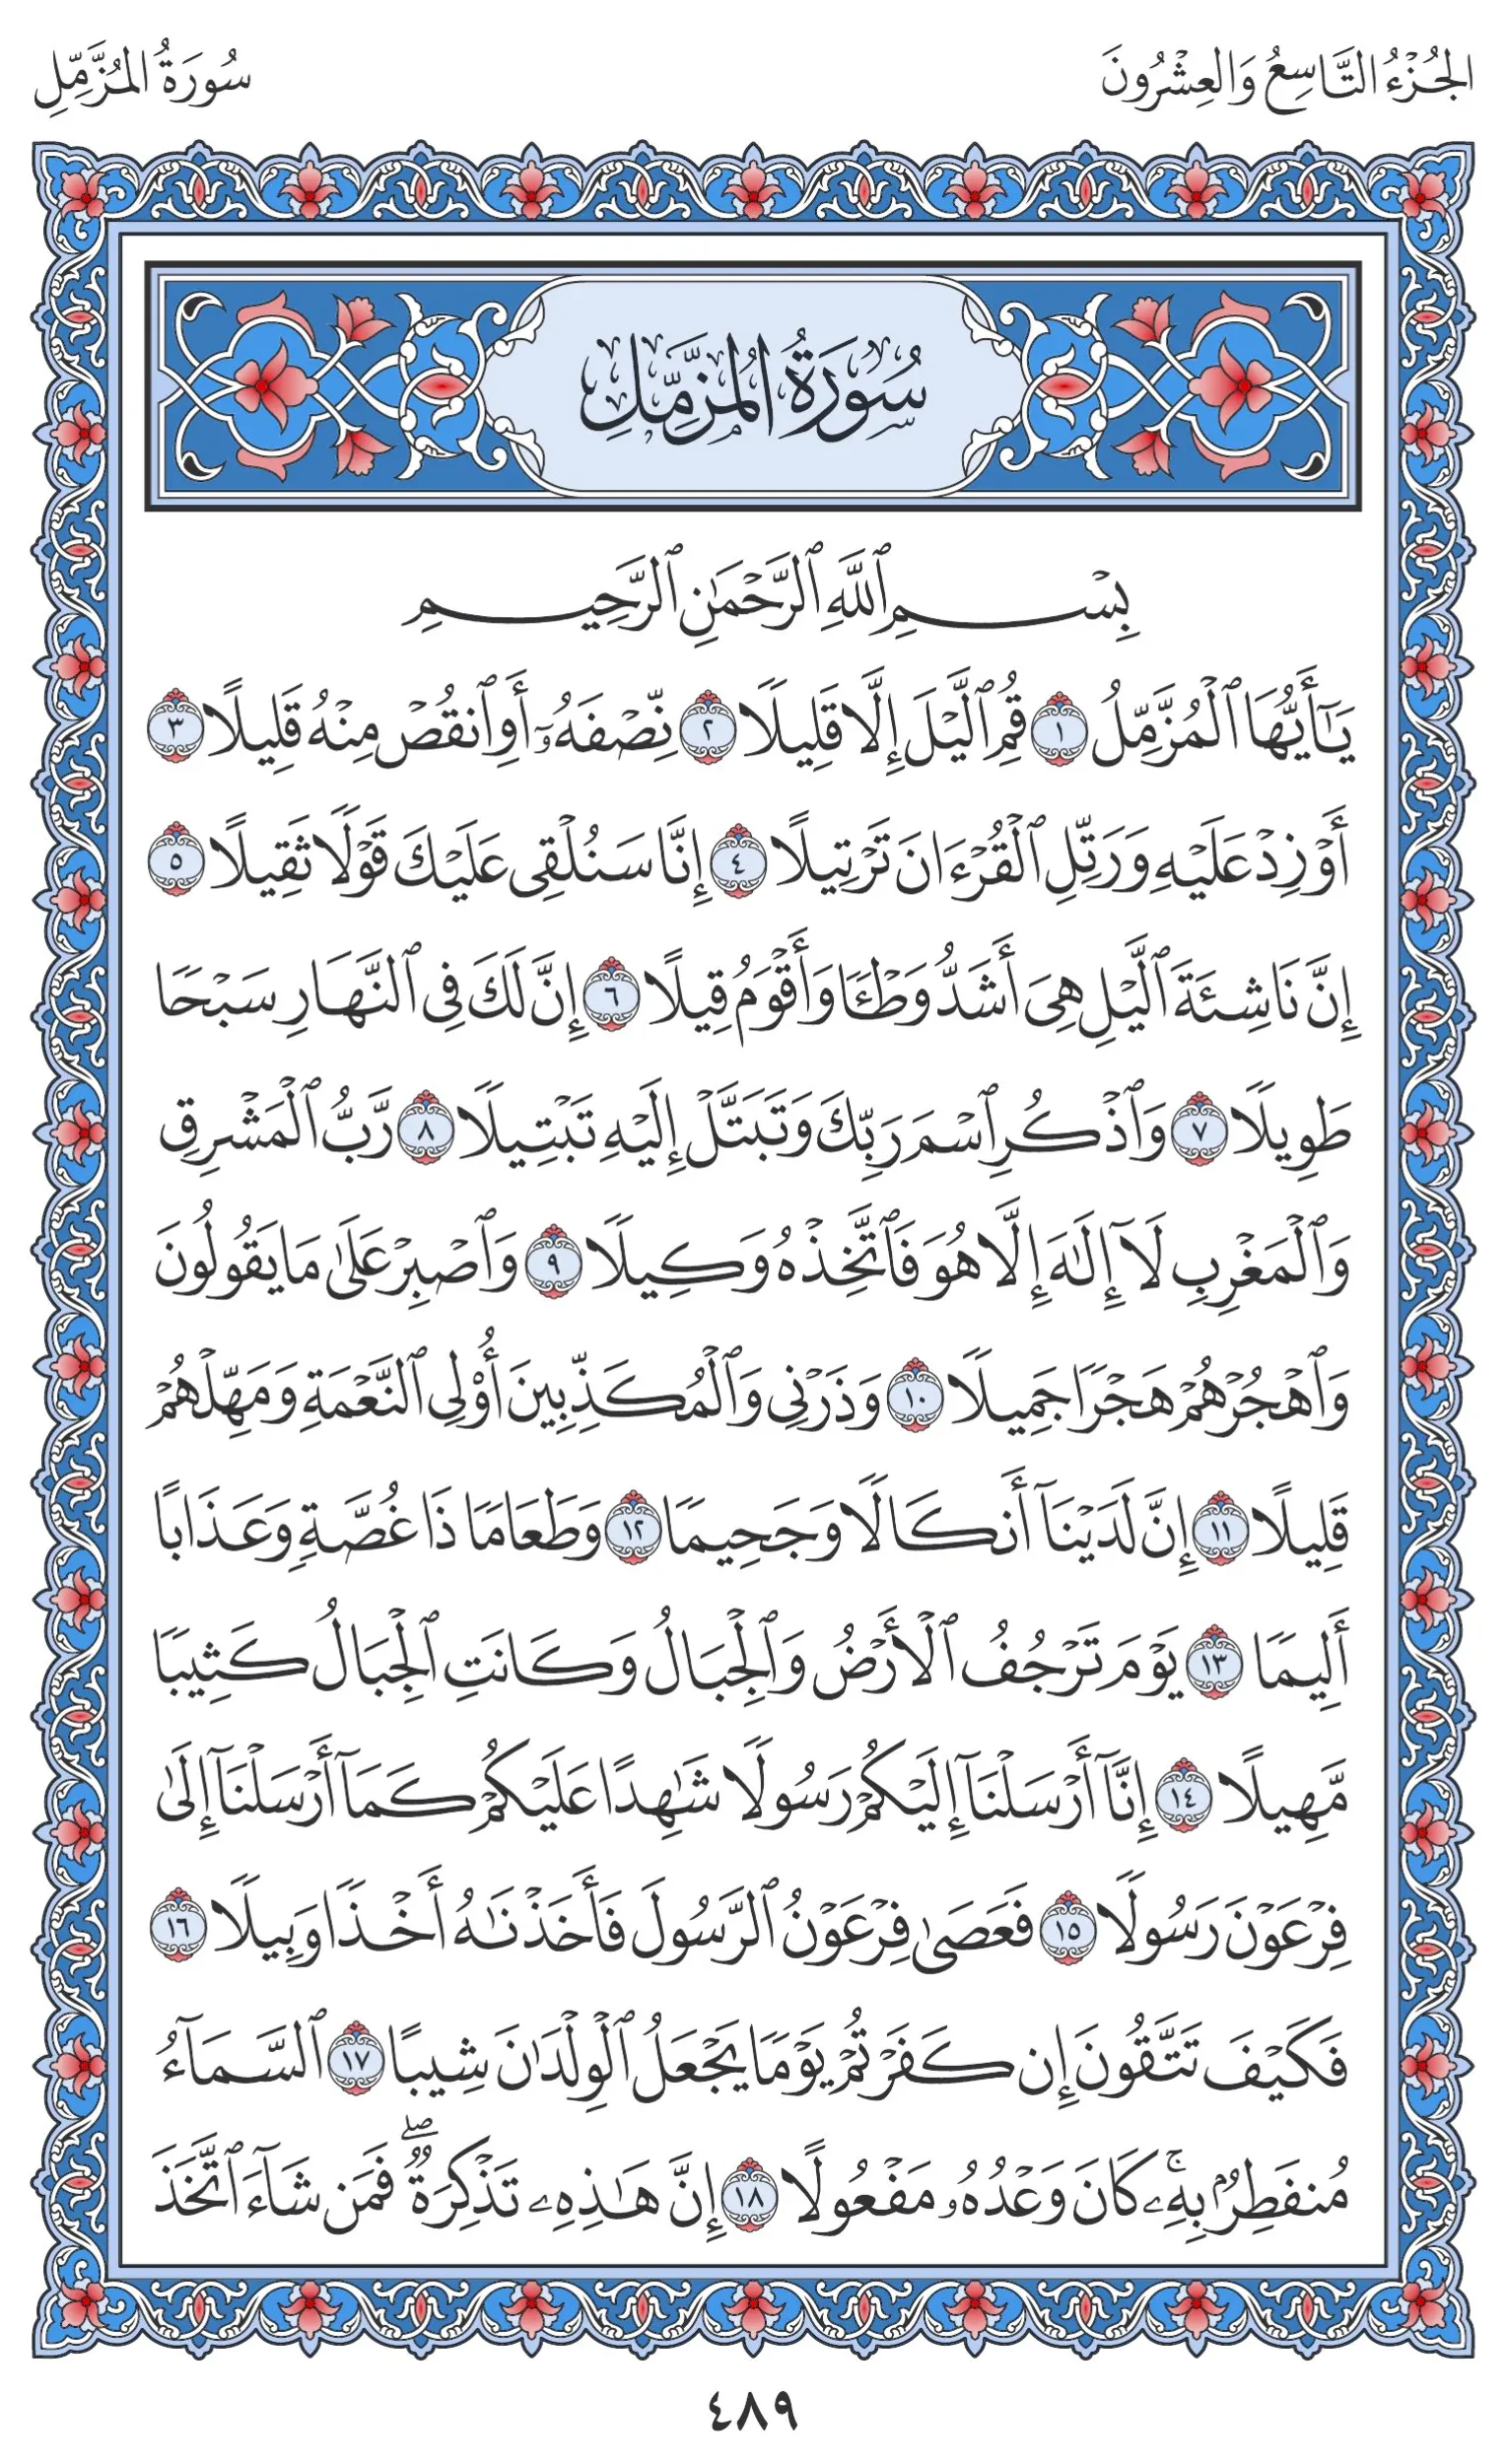 الجُزْءُ التَّاسِعُ وَالعِشْرُونَ
سُورَةُ المُزَّمِّلِ
سُورَةُ المُزَّمِّلِ
بِسْمِ ٱللَّهِ ٱلرَّحْمَٰنِ ٱلرَّحِيمِ
يَٰٓأَيُّهَا ٱلْمُزَّمِّلُ ١ قُمِ ٱلَّيْلَ إِلَّا قَلِيلًا ٢ نِّصْفَهُۥٓ أَوِ ٱنقُصْ مِنْهُ قَلِيلًا ٣
أَوْ زِدْ عَلَيْهِ وَرَتِّلِ ٱلْقُرْءَانَ تَرْتِيلًا ٤ إِنَّا سَنُلْقِى عَلَيْكَ قَوْلًا ثَقِيلًا ٥
إِنَّ نَاشِئَةَ ٱلَّيْلِ هِىَ أَشَدُّ وَطْـًٔا وَأَقْوَمُ قِيلًا ٦ إِنَّ لَكَ فِى ٱلنَّهَارِ سَبْحًا
طَوِيلًا ٧ وَٱذْكُرِ ٱسْمَ رَبِّكَ وَتَبَتَّلْ إِلَيْهِ تَبْتِيلًا ٨ رَّبُّ ٱلْمَشْرِقِ
وَٱلْمَغْرِبِ لَآ إِلَٰهَ إِلَّا هُوَ فَٱتَّخِذْهُ وَكِيلًا ٩ وَٱصْبِرْ عَلَىٰ مَا يَقُولُونَ
وَٱهْجُرْهُمْ هَجْرًا جَمِيلًا ١٠ وَذَرْنِى وَٱلْمُكَذِّبِينَ أُو۟لِى ٱلنَّعْمَةِ وَمَهِّلْهُمْ
قَلِيلًا ١١ إِنَّ لَدَيْنَآ أَنكَالًا وَجَحِيمًا ١٢ وَطَعَامًا ذَا غُصَّةٍ وَعَذَابًا
أَلِيمًا ١٣ يَوْمَ تَرْجُفُ ٱلْأَرْضُ وَٱلْجِبَالُ وَكَانَتِ ٱلْجِبَالُ كَثِيبًا
مَّهِيلًا ١٤ إِنَّآ أَرْسَلْنَآ إِلَيْكُمْ رَسُولًا شَٰهِدًا عَلَيْكُمْ كَمَآ أَرْسَلْنَآ إِلَىٰ
فِرْعَوْنَ رَسُولًا ١٥ فَعَصَىٰ فِرْعَوْنُ ٱلرَّسُولَ فَأَخَذْنَٰهُ أَخْذًا وَبِيلًا ١٦
فَكَيْفَ تَتَّقُونَ إِن كَفَرْتُمْ يَوْمًا يَجْعَلُ ٱلْوِلْدَٰنَ شِيبًا ١٧ ٱلسَّمَآءُ
مُنفَطِرٌۢ بِهِۦ ۚ كَانَ وَعْدُهُۥ مَفْعُولًا ١٨ إِنَّ هَٰذِهِۦ تَذْكِرَةٌ ۖ فَمَن شَآءَ ٱتَّخَذَ
٤٨٩